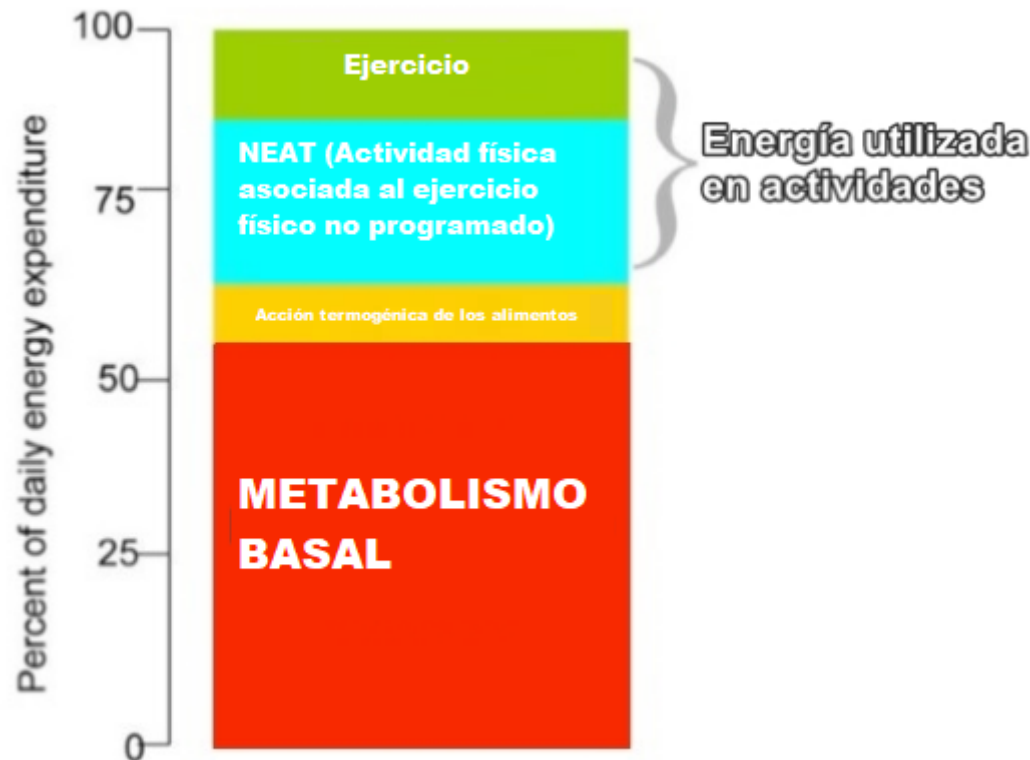 100
75
50
25
0
Percent of daily energy expenditure
Ejercicio
NEAT (Actividad física
asociada al ejercicio
físico no programado)
Acción termogénica de los alimentos
METABOLISMO
BASAL
Energía utilizada
en actividades